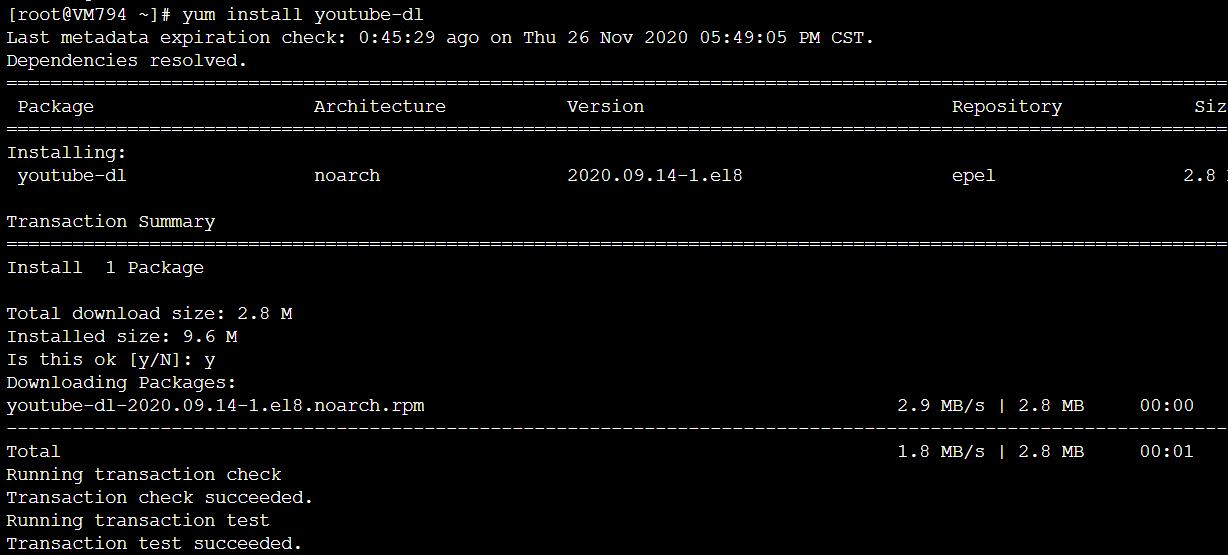 [root@VM794 ~]# yum install youtube-dl
Last metadata expiration check: 0:45:29 ago on Thu 26 Nov 2020 05:49:05 PM CST.
Dependencies resolved.
================================================================================
Package Architecture Version Repository Siz
================================================================================
Installing:
youtube-dl noarch 2020.09.14-1.el8 epel 2.8
Transaction Summary
================================================================================
Install 1 Package
Total download size: 2.8 M
Installed size: 9.6 M
Is this ok [y/N]: y
Downloading Packages:
youtube-dl-2020.09.14-1.el8.noarch.rpm 2.9 MB/s | 2.8 MB 00:00
--------------------------------------------------------------------------------
Total 1.8 MB/s | 2.8 MB 00:01
Running transaction check
Transaction check succeeded.
Running transaction test
Transaction test succeeded.